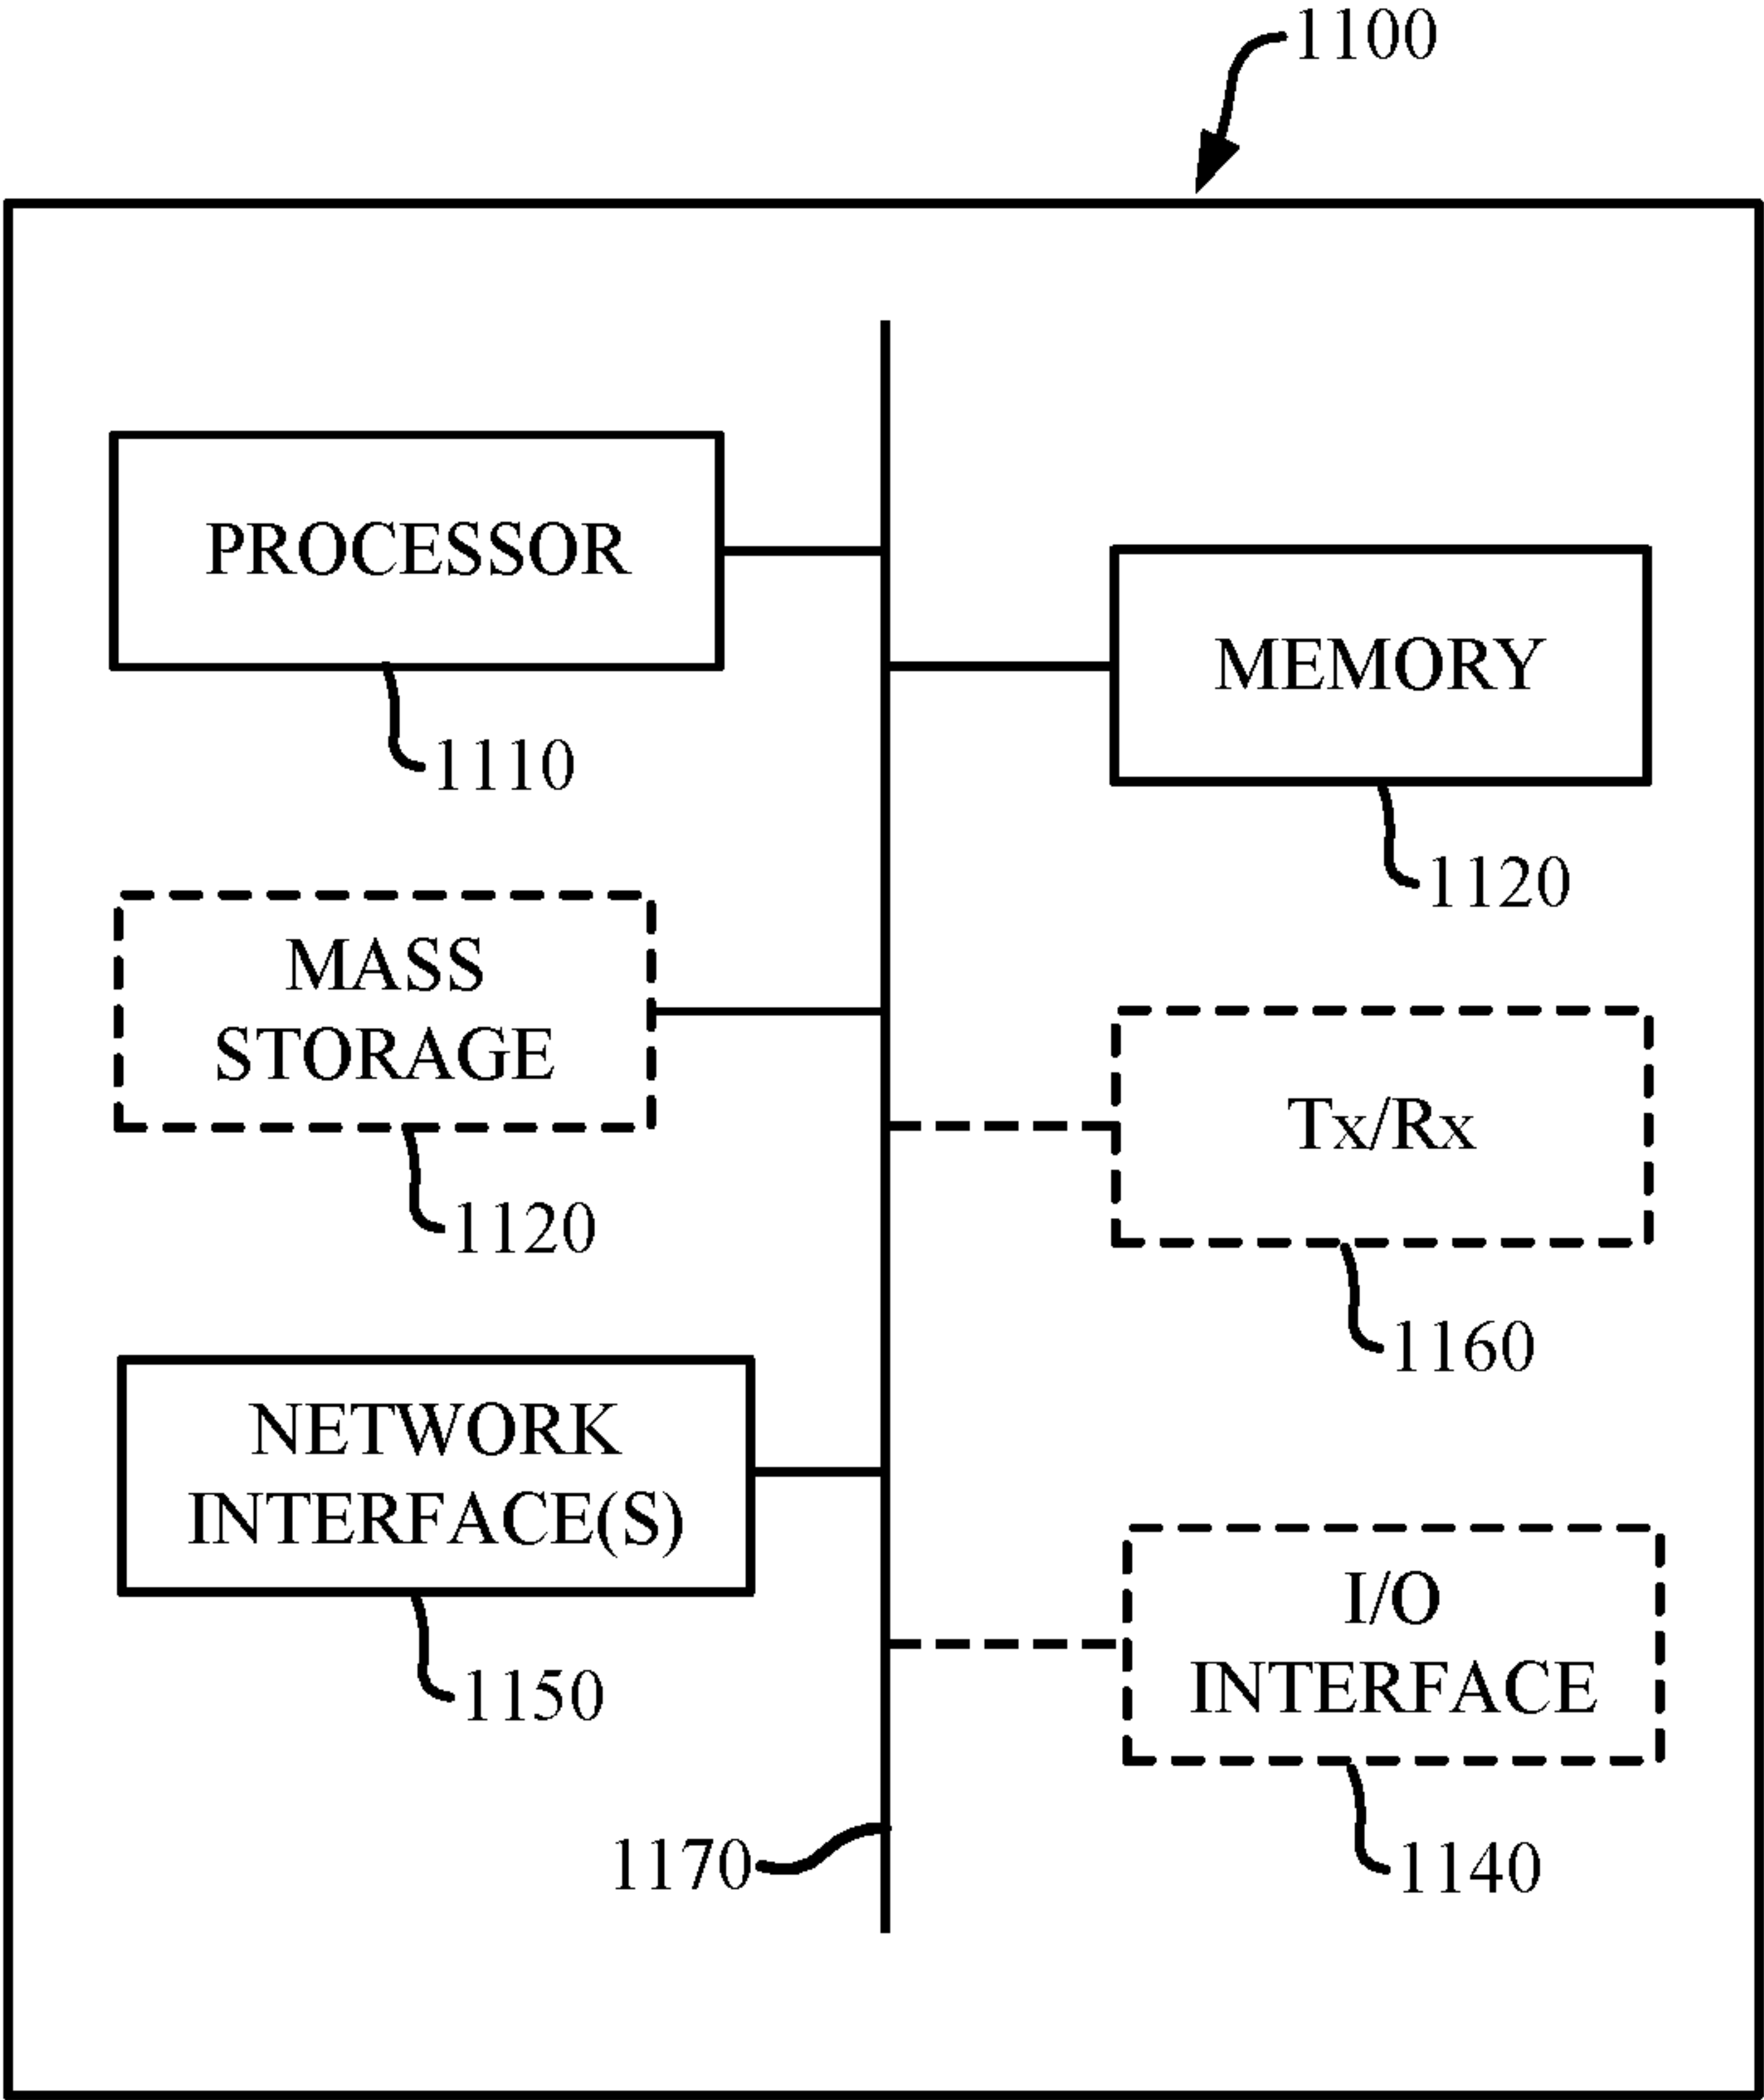 1100
PROCESSOR
1110
MEMORY
1120
MASS
STORAGE
1120
Tx/Rx
1160
NETWORK
INTERFACE(S)
1150
I/O
INTERFACE
1140
1170